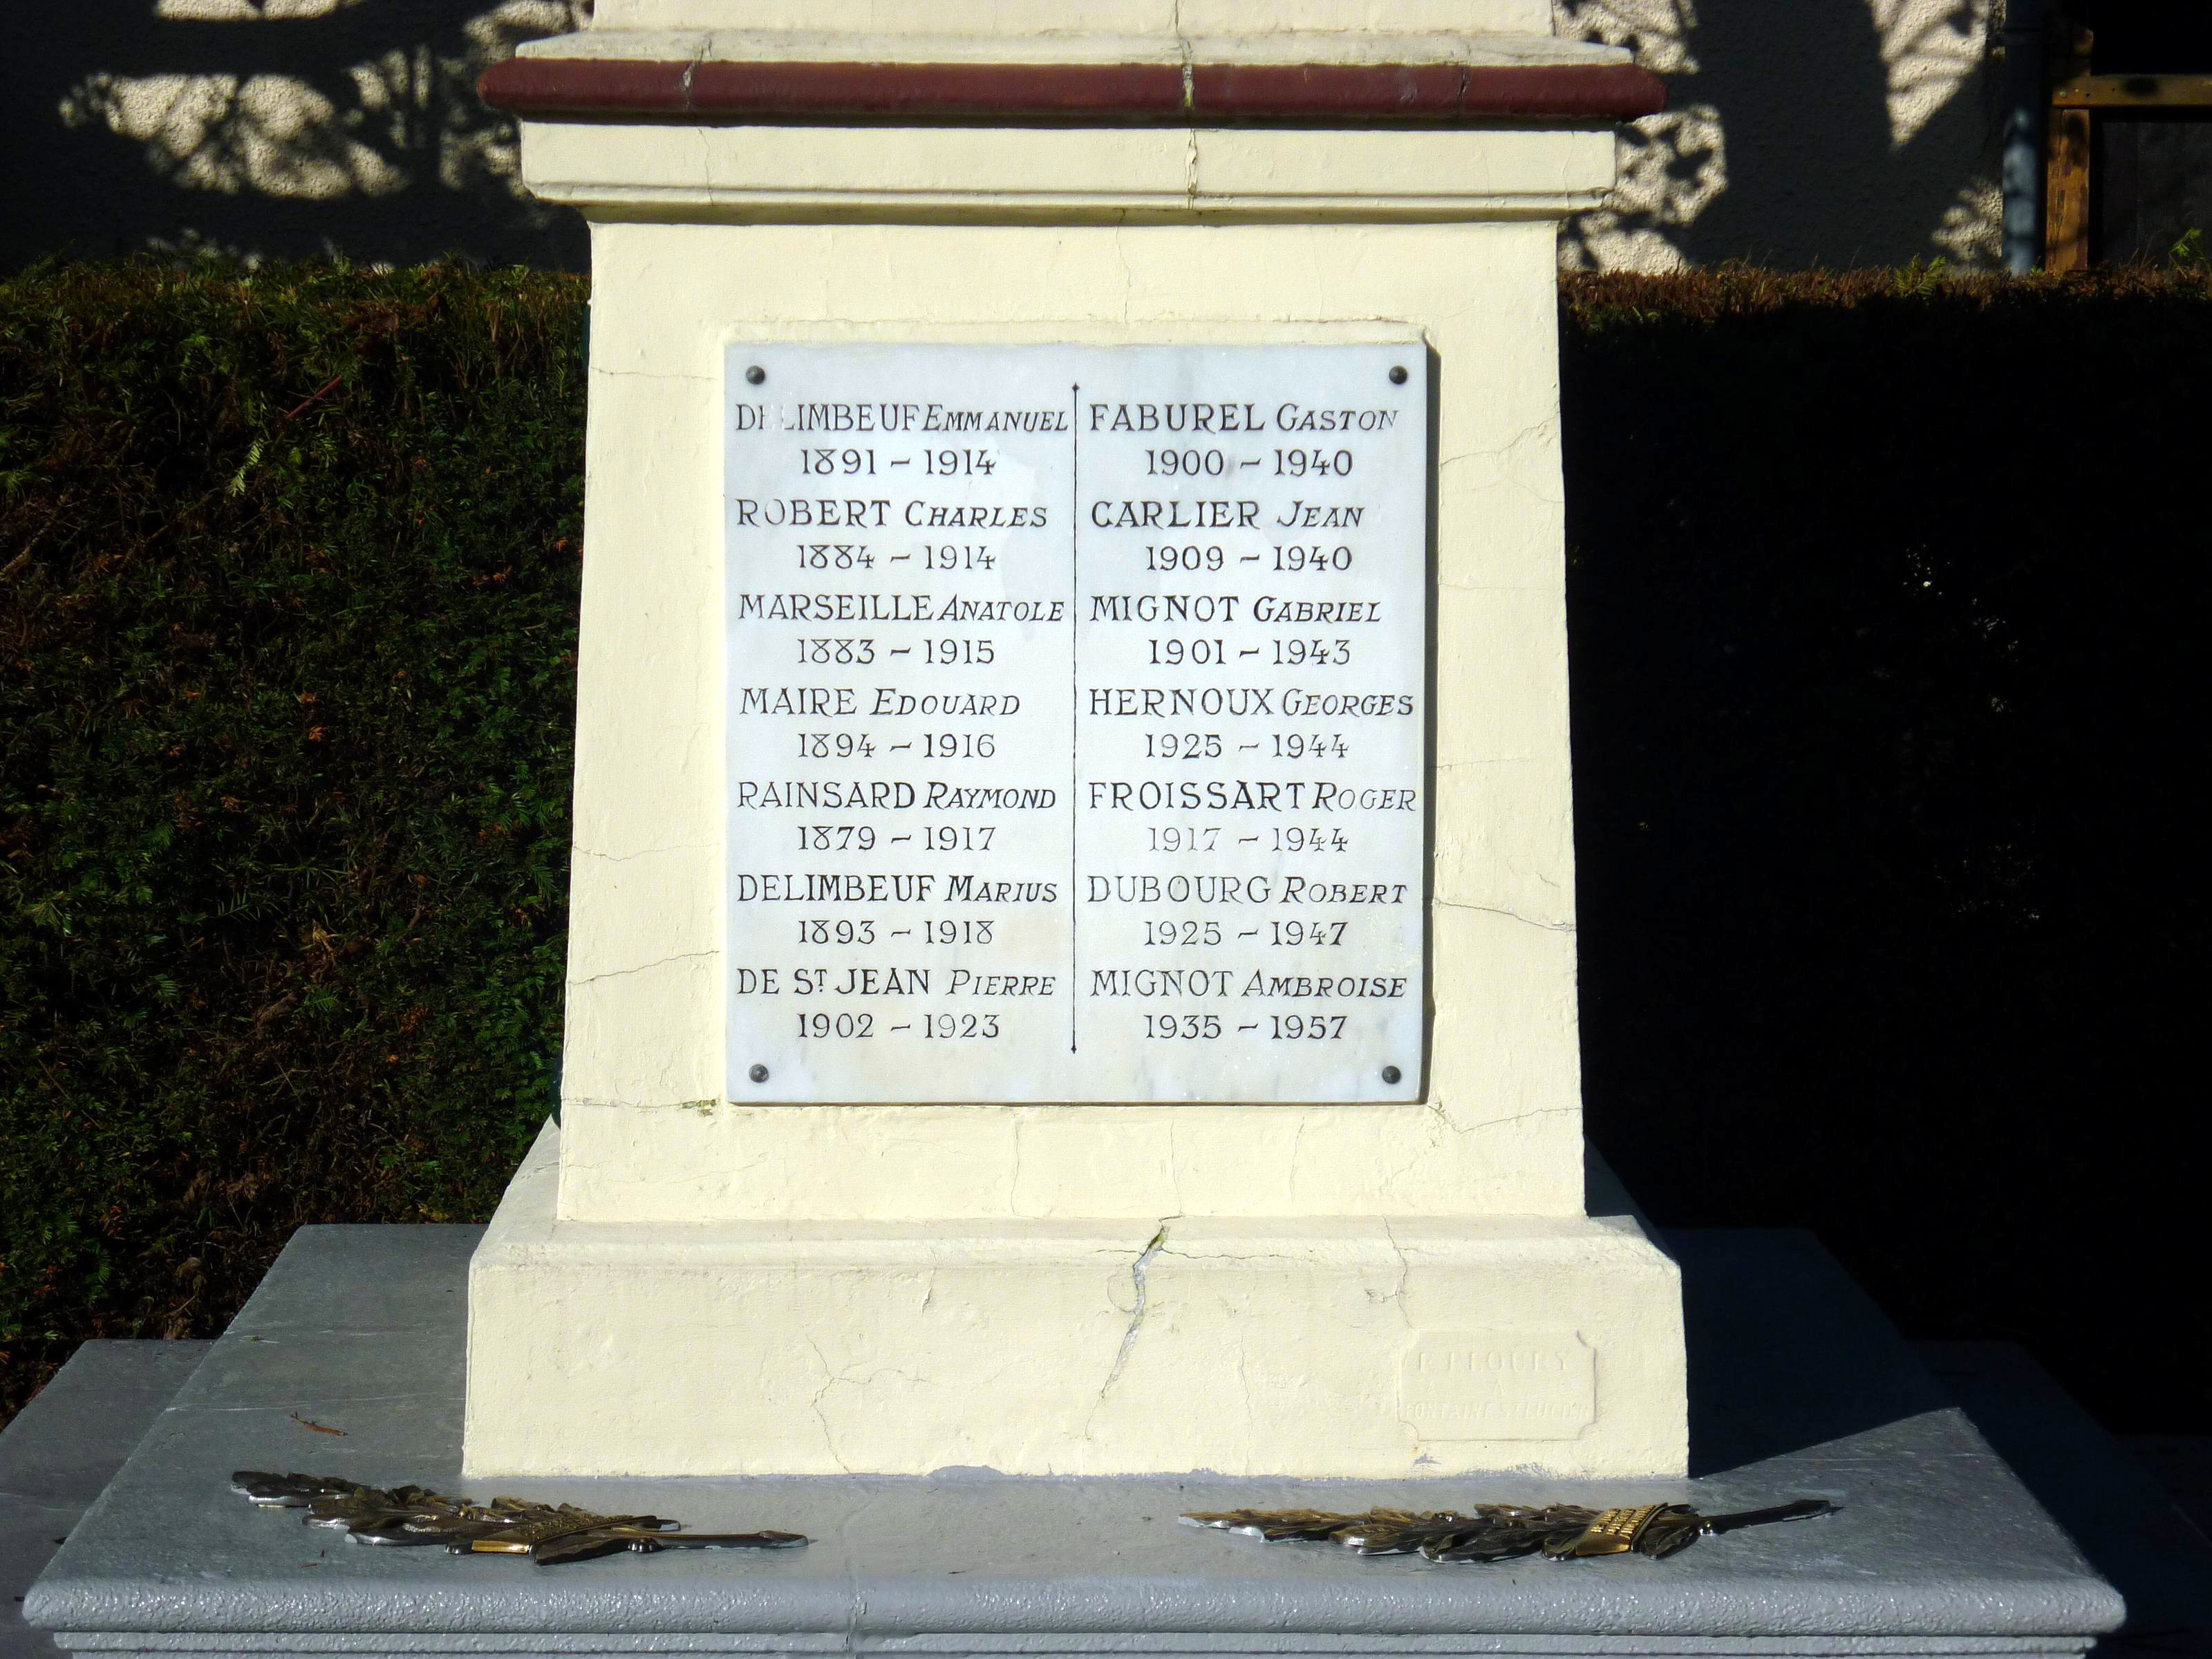 DELIMBEUF EMMANUEL
1891 - 1914
ROBERT CHARLES
1884 - 1914
MARSEILLE ANATOLE
1883 - 1915
MAIRE EDOUARD
1894 - 1916
RAINSARD RAYMOND
1879 - 1917
DELIMBEUF MARIUS
1893 - 1918
DE ST JEAN PIERRE
1902 - 1923
FABUREL GASTON
1900 - 1940
CARLIER JEAN
1909 - 1940
MIGNOT GABRIEL
1901 - 1943
HERNOUX GEORGES
1925 - 1944
FROISSART ROGER
1917 - 1944
DUBOURG ROBERT
1925 - 1947
MIGNOT AMBROISE
1935 - 1957
A
FONTAINE